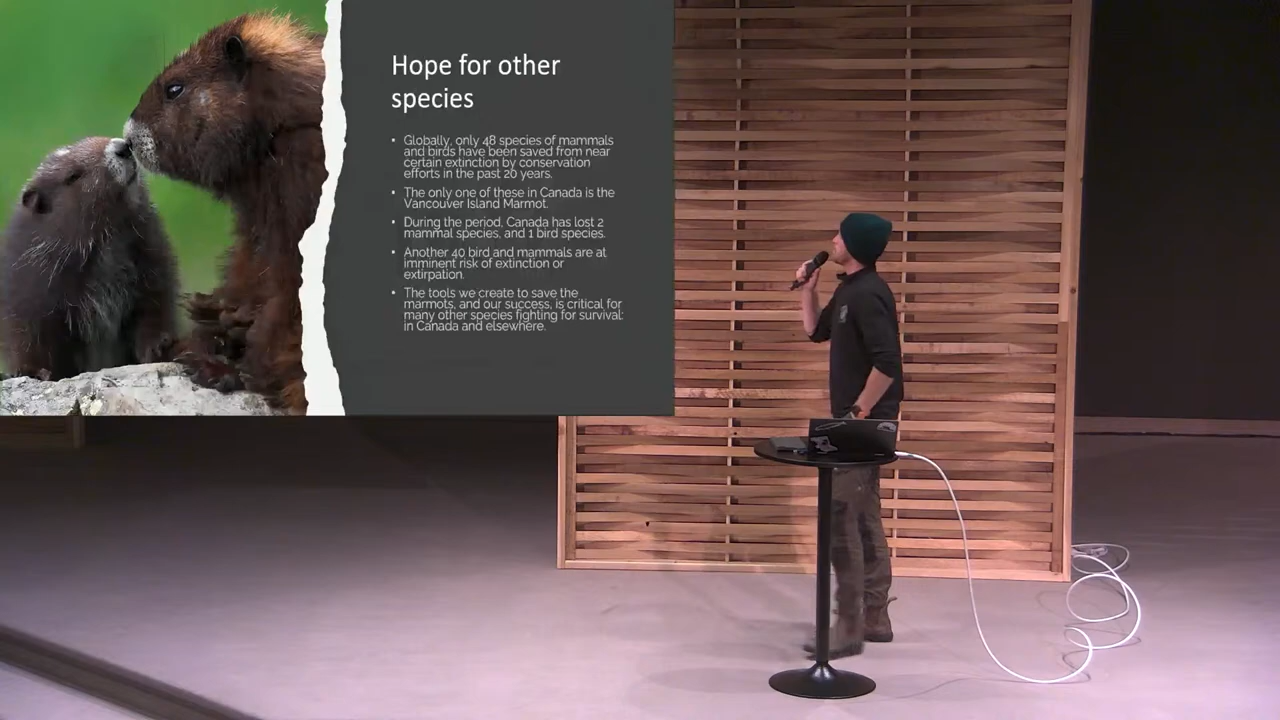 Hope for other
species
• Globally, only 48 species of mammals
and birds have been saved from near
certain extinction by conservation
efforts in the past 20 years.
• The only one of these in Canada is the
Vancouver Island Marmot.
• During the period, Canada has lost 2
mammal species, and 1 bird species.
• Another 40 bird and mammals are at
imminent risk of extinction or
extirpation.
• The tools we create to save the
marmots, and our success, is critical for
many other species fighting for survival:
in Canada and elsewhere.